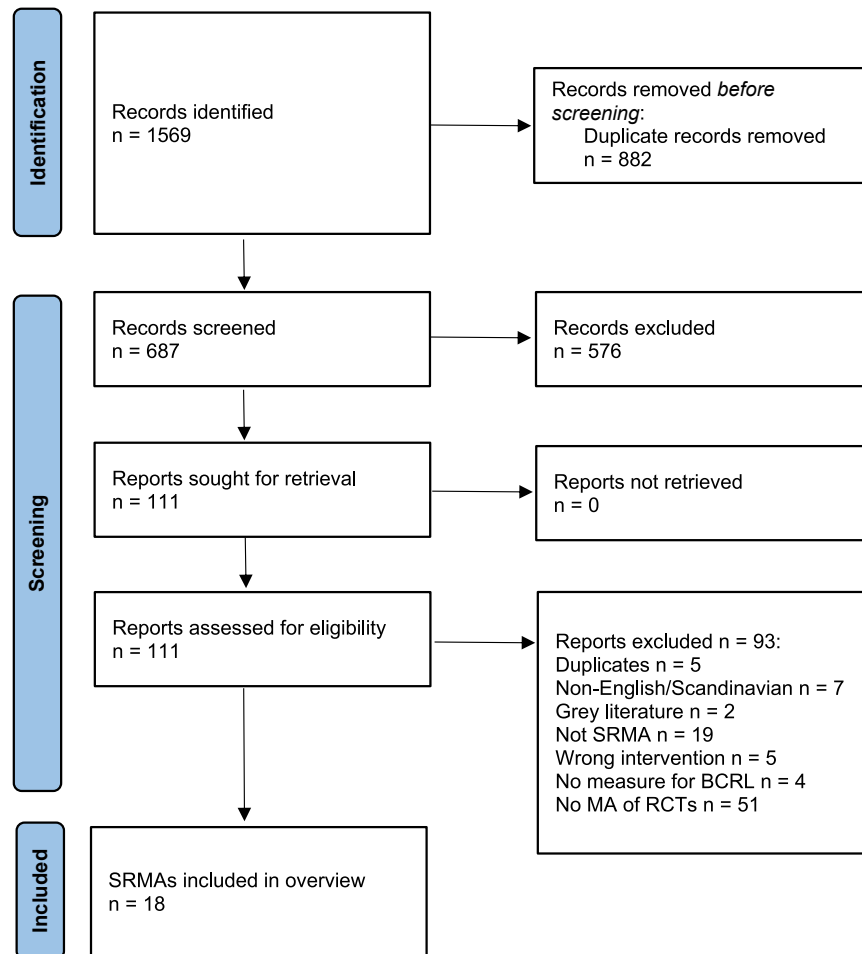 Identification
Records identified
n = 1569
Records removed before
screening:
Duplicate records removed
n = 882
Screening
Records screened
n = 687
Records excluded
n = 576
Reports sought for retrieval
n = 111
Reports not retrieved
n = 0
Reports assessed for eligibility
n = 111
Reports excluded n = 93:
Duplicates n = 5
Non-English/Scandinavian n = 7
Grey literature n = 2
Not SRMA n = 19
Wrong intervention n = 5
No measure for BCRL n = 4
No MA of RCTs n = 51
Included
SRMAs included in overview
n = 18